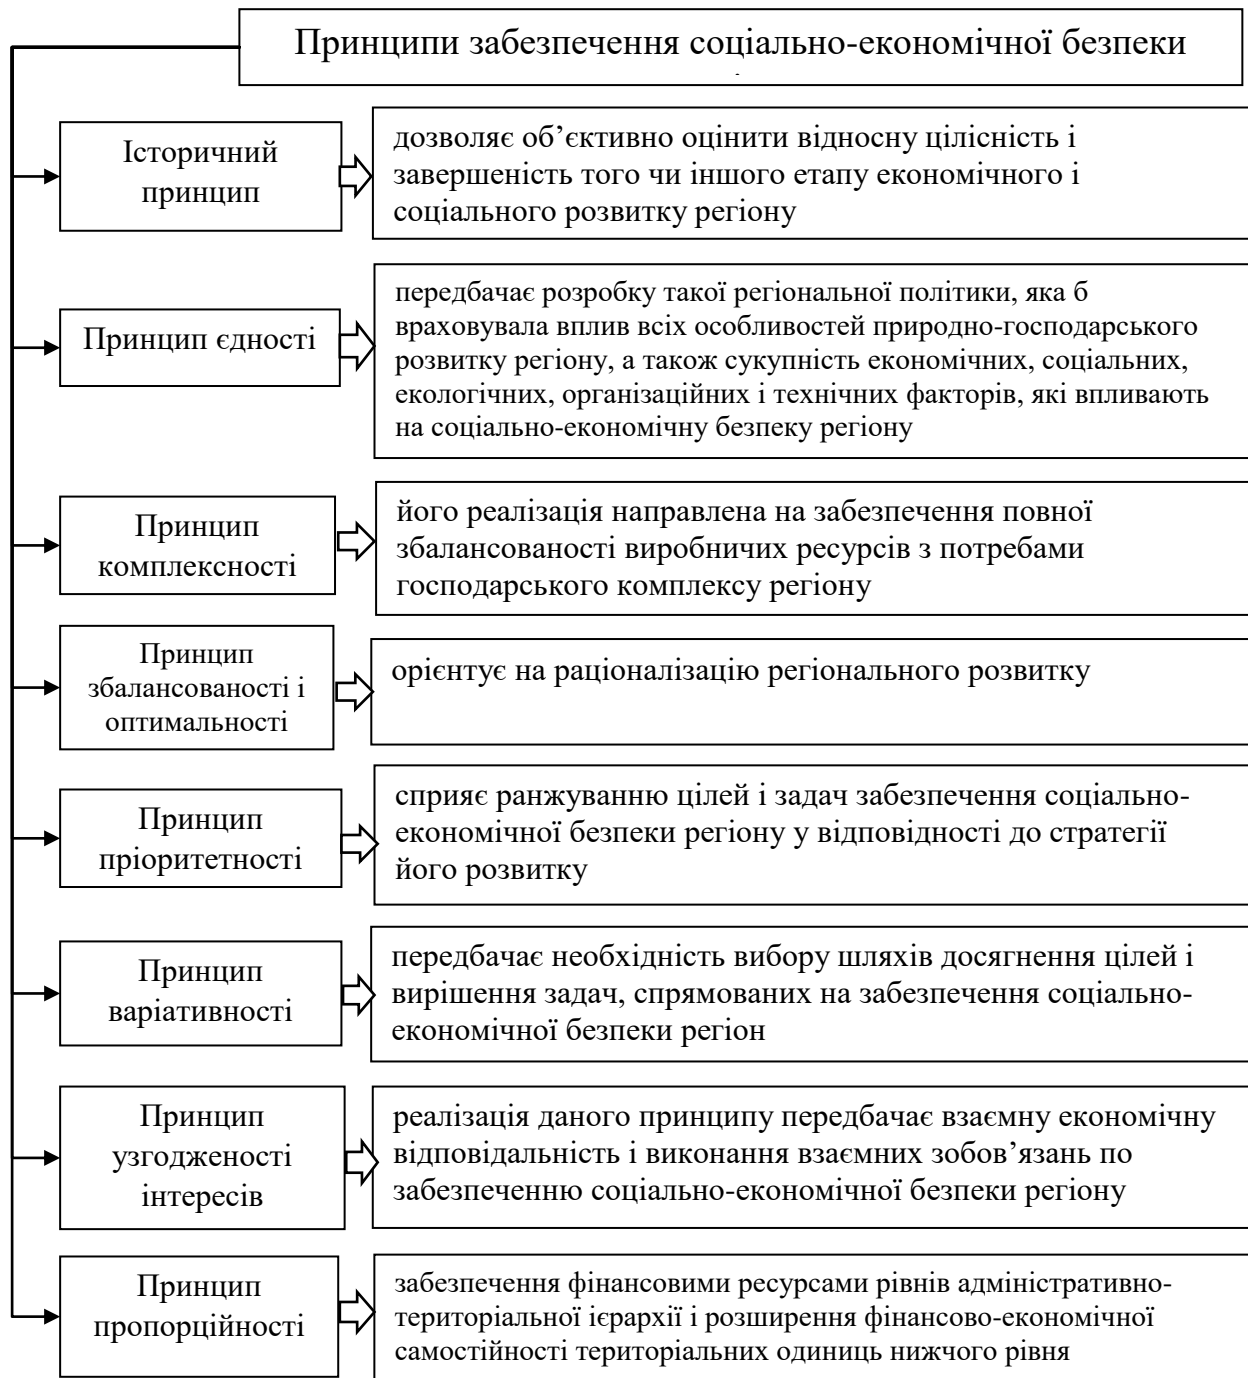 Принципи забезпечення соціально-економічної безпеки
Історичний
принцип
дозволяє об’єктивно оцінити відносну цілісність і
завершеність того чи іншого етапу економічного і
соціального розвитку регіону
Принцип єдності
передбачає розробку такої регіональної політики, яка б
враховувала вплив всіх особливостей природно-господарського
розвитку регіону, а також сукупність економічних, соціальних,
екологічних, організаційних і технічних факторів, які впливають
на соціально-економічну безпеку регіону
Принцип
комплексності
його реалізація направлена на забезпечення повної
збалансованості виробничих ресурсів з потребами
господарського комплексу регіону
Принцип
збалансованості і
оптимальності
орієнтує на раціоналізацію регіонального розвитку
Принцип
пріоритетності
сприяє ранжуванню цілей і задач забезпечення соціально-
економічної безпеки регіону у відповідності до стратегії
його розвитку
Принцип
варіативності
передбачає необхідність вибору шляхів досягнення цілей і
вирішення задач, спрямованих на забезпечення соціально-
економічної безпеки регіон
Принцип
узгодженості
інтересів
реалізація даного принципу передбачає взаємну економічну
відповідальність і виконання взаємних зобов’язань по
забезпеченню соціально-економічної безпеки регіону
Принцип
пропорційності
забезпечення фінансовими ресурсами рівнів адміністративно-
територіальної ієрархії і розширення фінансово-економічної
самостійності територіальних одиниць нижчого рівня